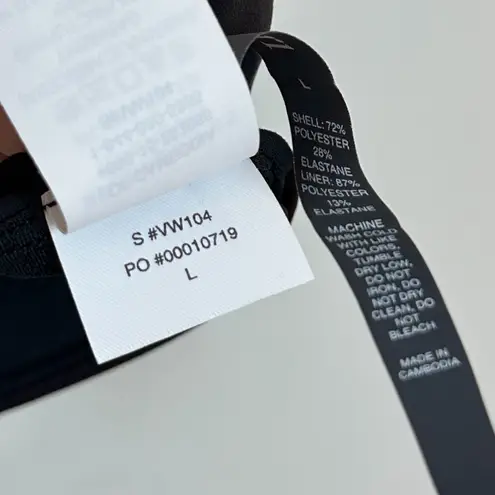 S #VW104
PO #00010719
L
L
SHELL: 72%
POLYESTER
28%
ELASTANE
LINER: 87%
POLYESTER
13%
ELASTANE
MACHINE
WASH COLD
WITH LIKE
COLORS,
TUMBLE
DRY LOW,
DO NOT
IRON, DO
NOT DRY
CLEAN, DO
NOT
BLEACH
MADE IN
CAMBODIA